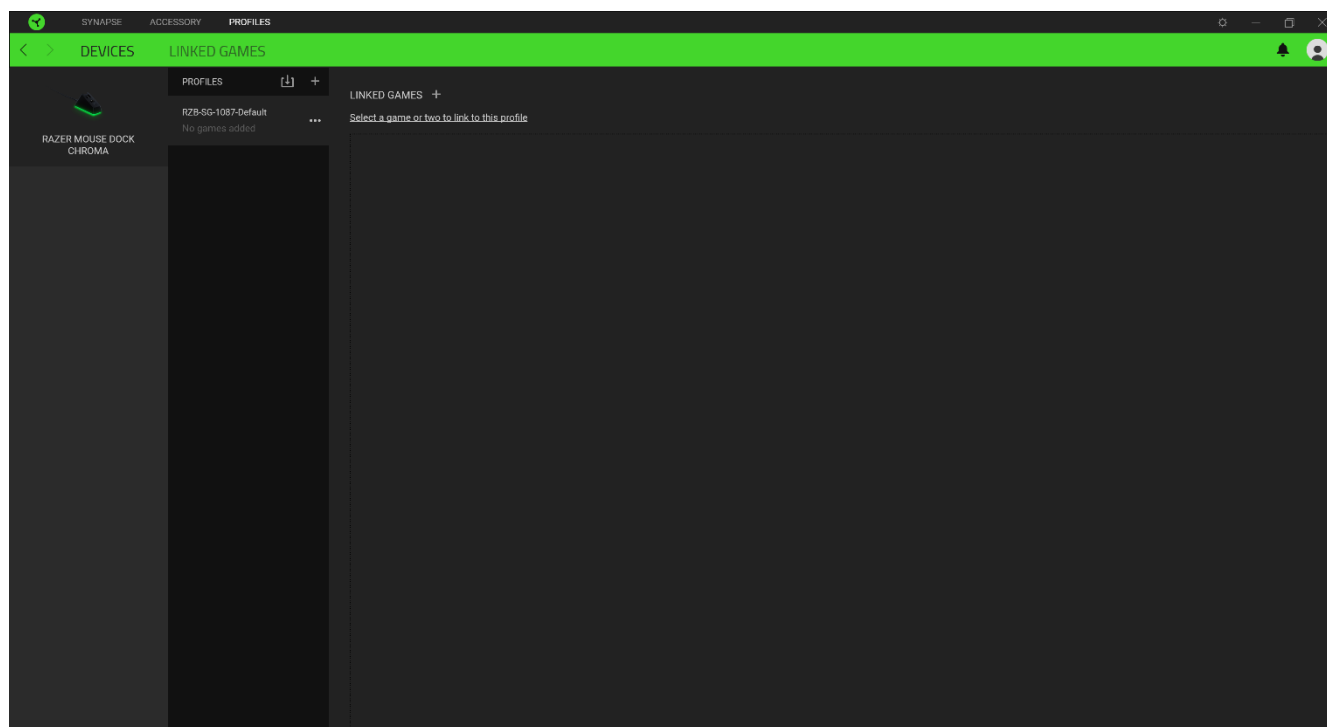 SYNAPSE ACCESSORY PROFILES
DEVICES LINKED GAMES
RAZER MOUSE DOCK
CHROMA
PROFILES
RZB-SG-1087-Default
No games added
LINKED GAMES
Select a game or two to link to this profile